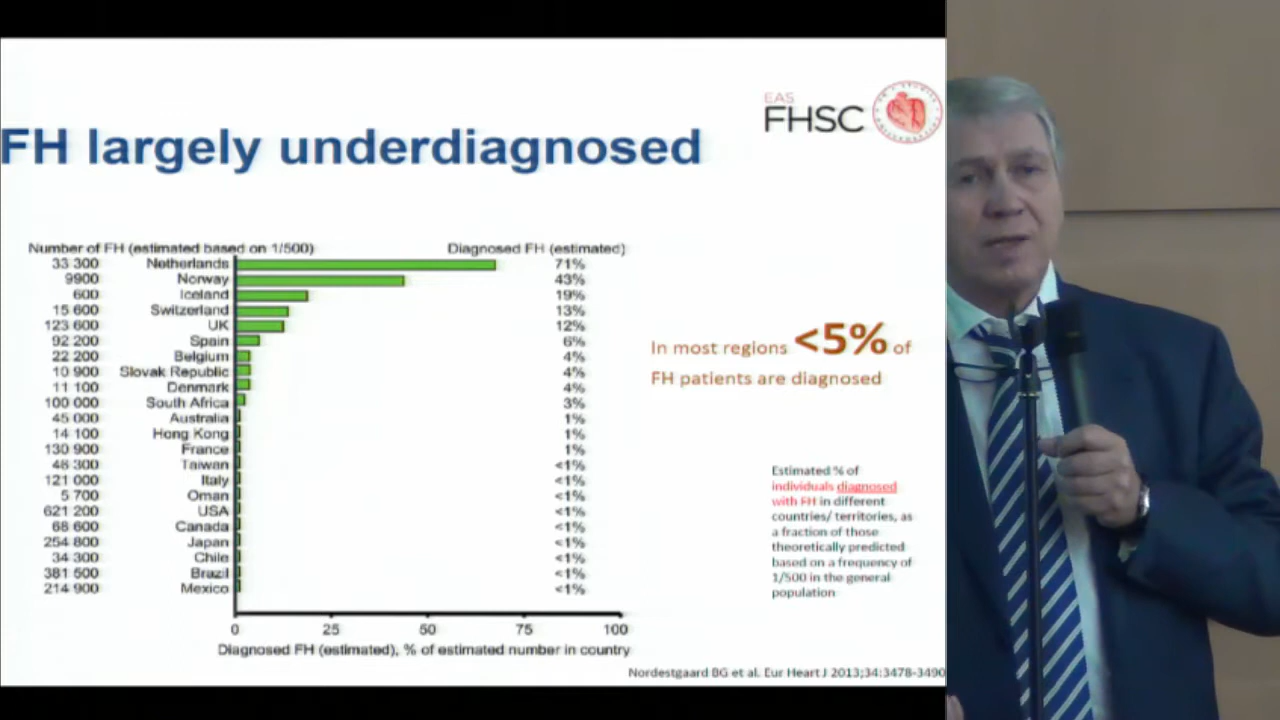 EAS
FHSC
FH largely underdiagnosed
Number of FH (estimated based on 1/500) Diagnosed FH (estimated)
33 300 Netherlands 71%
9900 Norway 43%
600 Iceland 19%
15 600 Switzerland 13%
123 600 UK 12%
92 200 Spain 6%
22 200 Belgium 4%
10 900 Slovak Republic 4%
11 100 Denmark 4%
100 000 South Africa 3%
45 000 Australia 1%
14 100 Hong Kong 1%
130 900 France 1%
48 300 Taiwan <1%
121 000 Italy <1%
5 700 Oman <1%
621 200 USA <1%
68 600 Canada <1%
254 800 Japan <1%
34 300 Chile <1%
381 500 Brazil <1%
214 900 Mexico <1%
0 25 50 75 100
Diagnosed FH (estimated), % of estimated number in country
In most regions <5% of
FH patients are diagnosed
Estimated % of
individuals diagnosed
with FH in different
countries/ territories, as
a fraction of those
theoretically predicted
based on a frequency of
1/500 in the general
population
Nordestgaard BG et al. Eur Heart J 2013;34:3478-3490